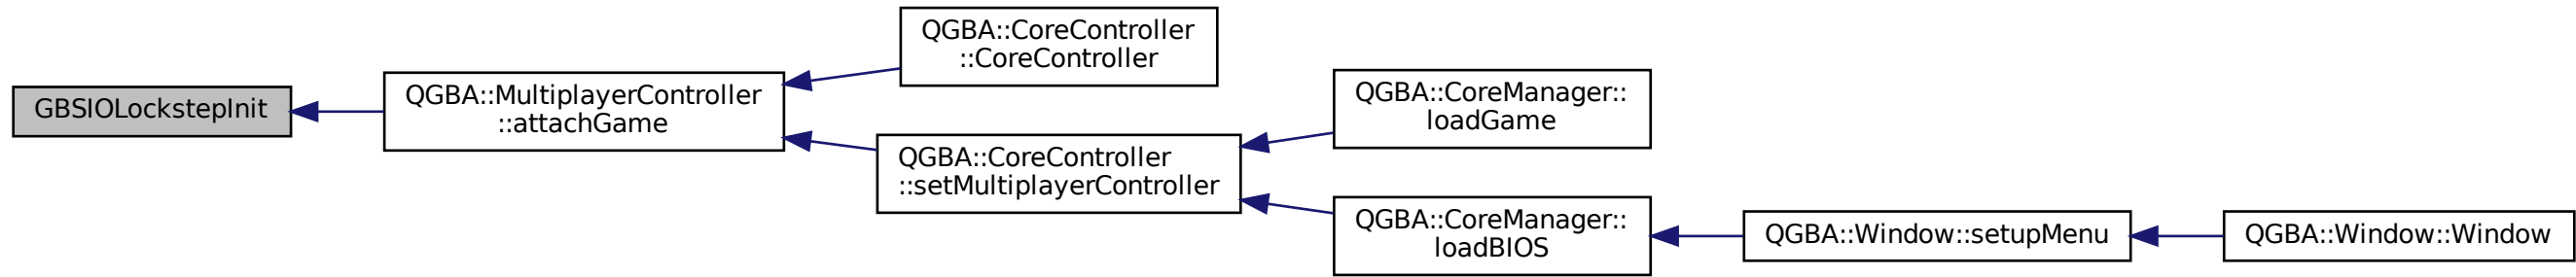 GBSIOLockstepInit
QGBA::MultiplayerController
::attachGame
QGBA::CoreController
::CoreController
QGBA::CoreController
::setMultiplayerController
QGBA::CoreManager::
loadGame
QGBA::CoreManager::
loadBIOS
QGBA::Window::setupMenu
QGBA::Window::Window